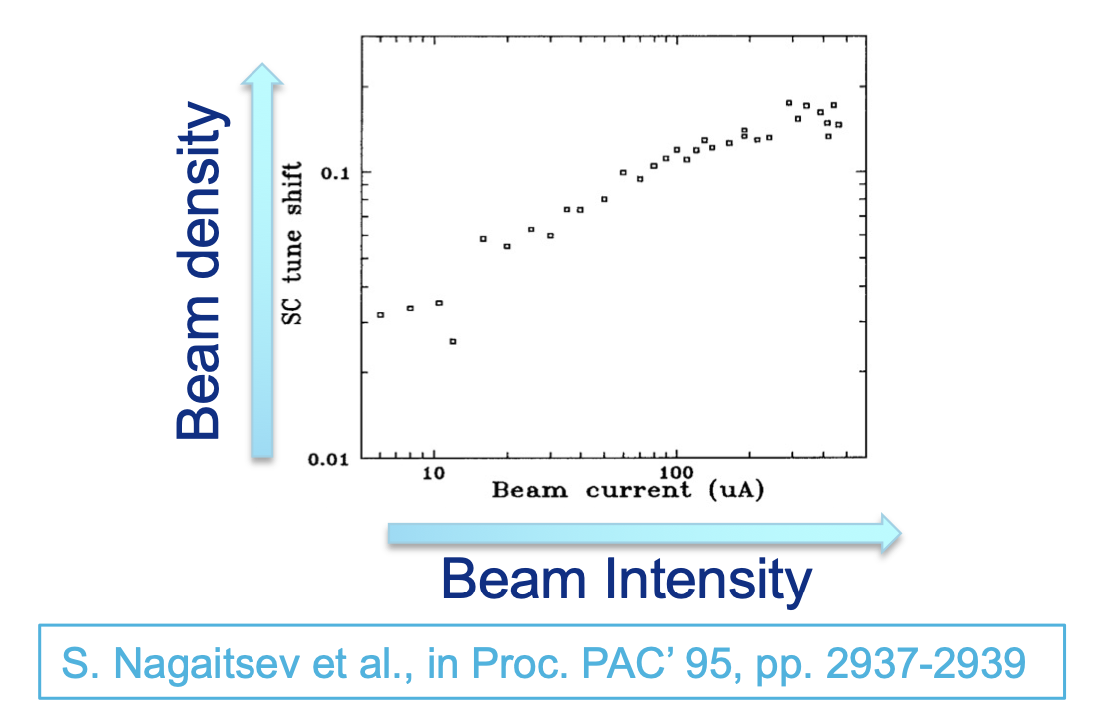 Beam density
SC tune shift
0.1
0.01
10
100
Beam current (uA)
Beam Intensity
S. Nagaitsev et al., in Proc. PAC’ 95, pp. 2937-2939